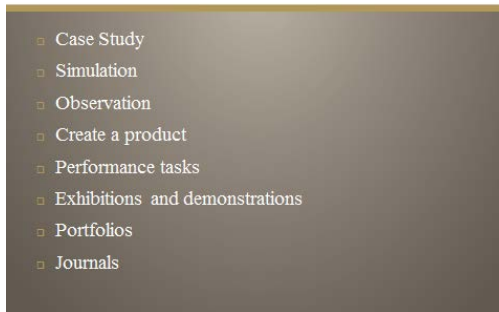 Case Study
Simulation
Observation
Create a product
Performance tasks
Exhibitions and demonstrations
Portfolios
Journals